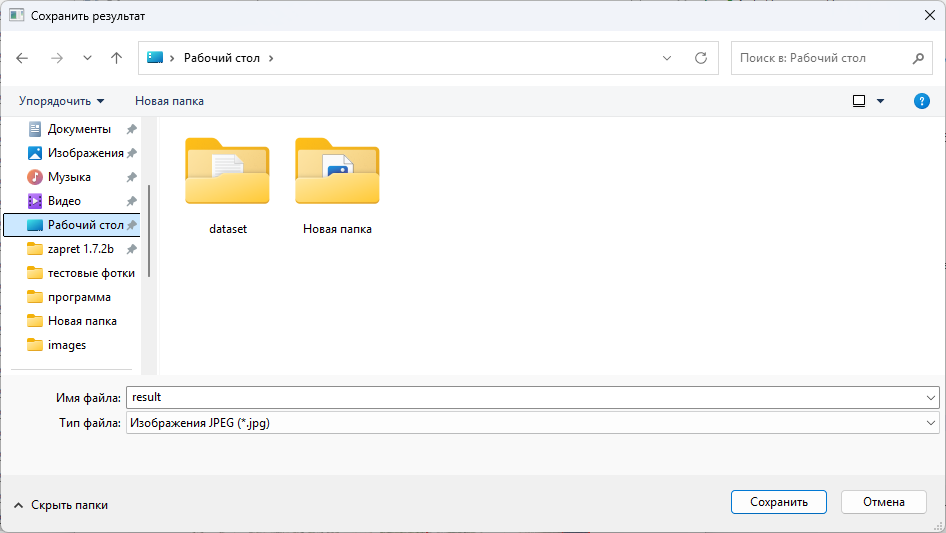 Сохранить результат
Рабочий стол
Поиск в: Рабочий стол
Упорядочить
Новая папка
?
Документы
Изображения
Музыка
Видео
Рабочий стол
zapret 1.7.2b
тестовые фотки
программа
Новая папка
images
dataset
Новая папка
Имя файла: result
Тип файла: Изображения JPEG (*.jpg)
Скрыть папки
Сохранить
Отмена